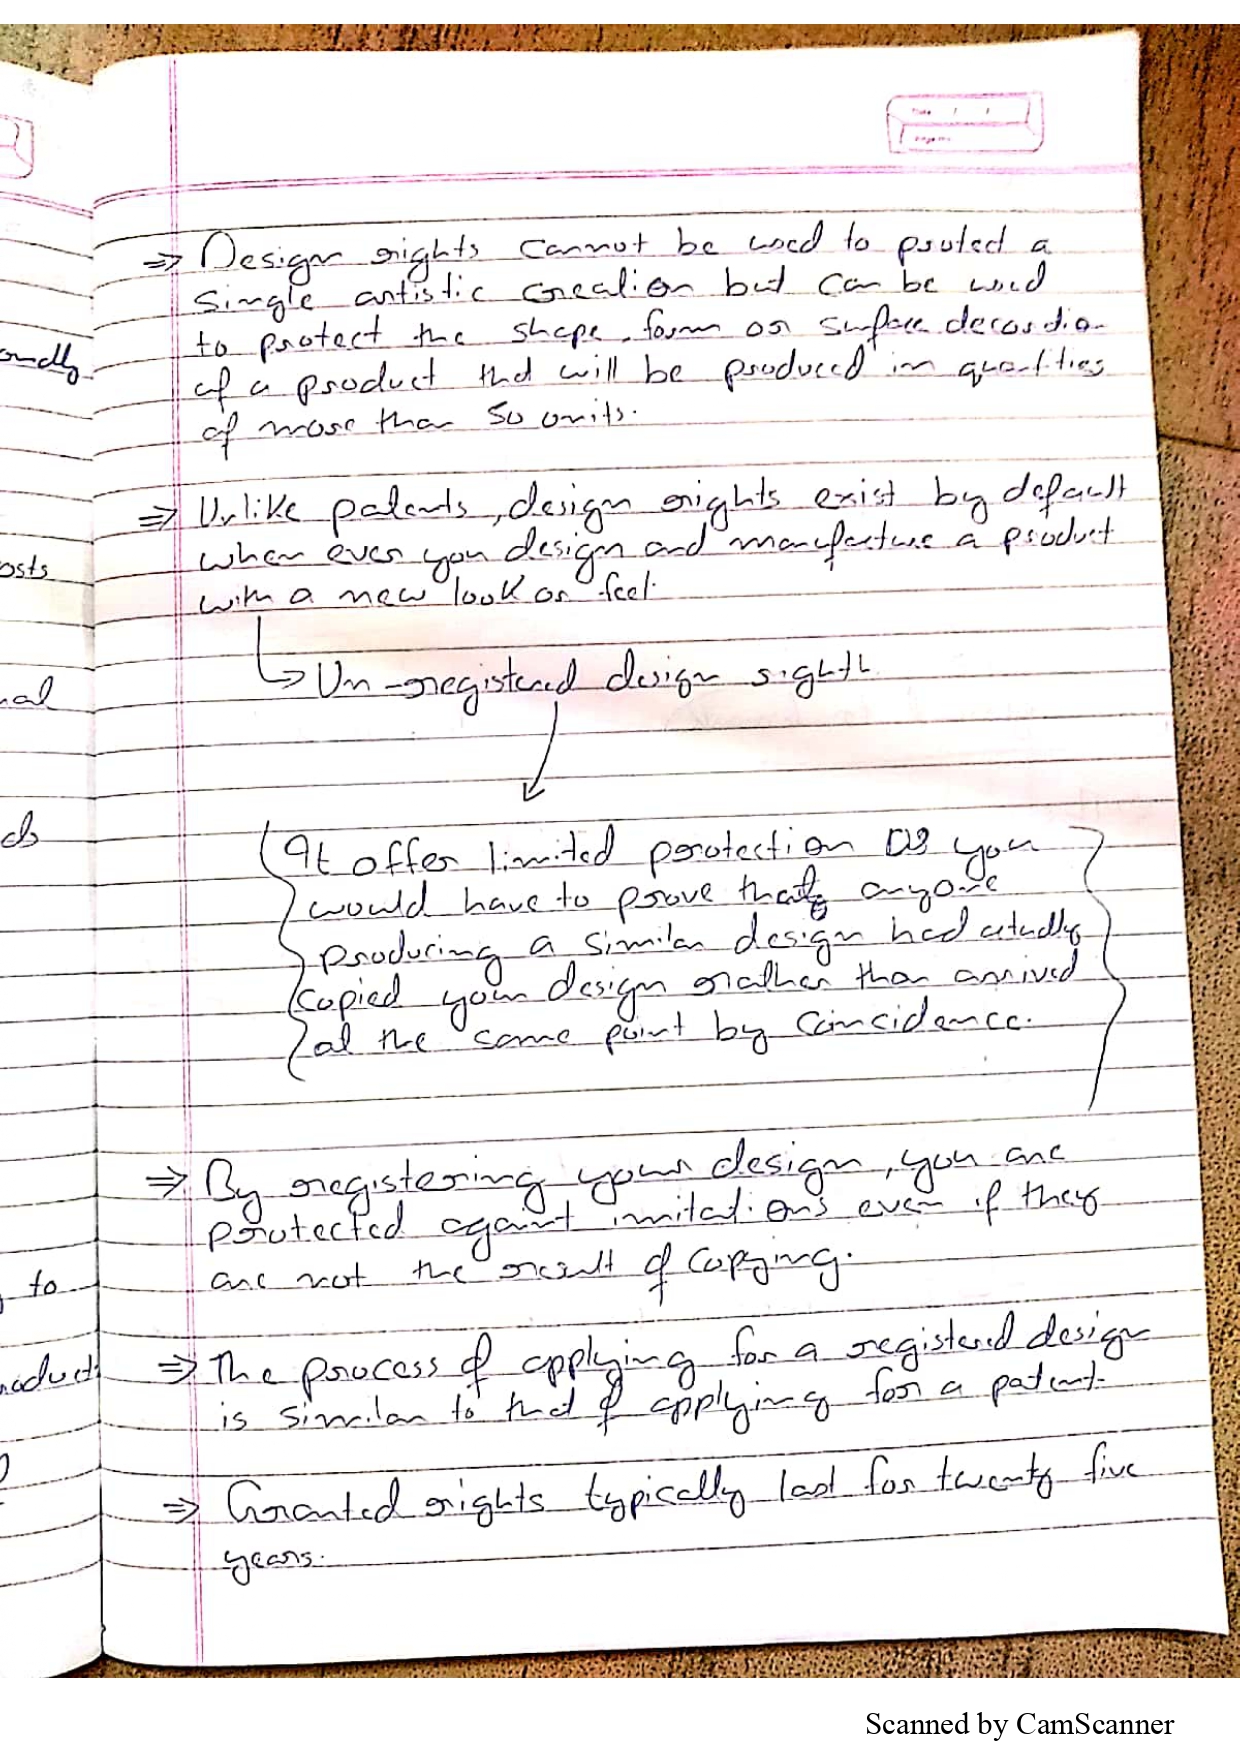 Date / /
⇒ Design rights cannot be used to protect a
single artistic creation but can be used
to protect the shape, form or surface decoratio-
of a product that will be produced in quantities
of more than 50 units.
⇒ Unlike patents, design rights exist by default
when ever you design and manufacture a product
with a new look or feel.
↳ Un-registered design right
It offer limited protection as you
would have to prove that anyone
producing a similar design had actually
copied your design rather than arrived
at the same point by coincidence.
⇒ By registering your design, you are
protected against imitations even if they
are not the result of copying.
⇒ The process of applying for a registered design
is similar to that of applying for a patent.
⇒ Granted rights typically last for twenty five
years.
osts
nal
to
Scanned by CamScanner